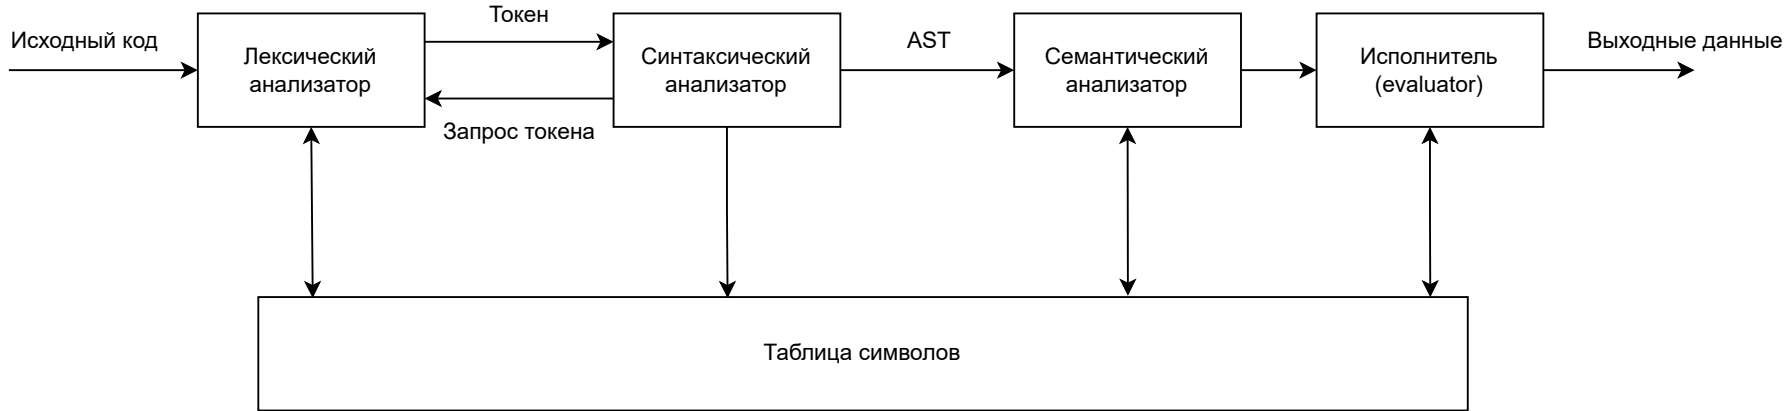 Исходный код
Лексический
анализатор
Токен
Запрос токена
Синтаксический
анализатор
AST
Семантический
анализатор
Исполнитель
(evaluator)
Выходные данные
Таблица символов